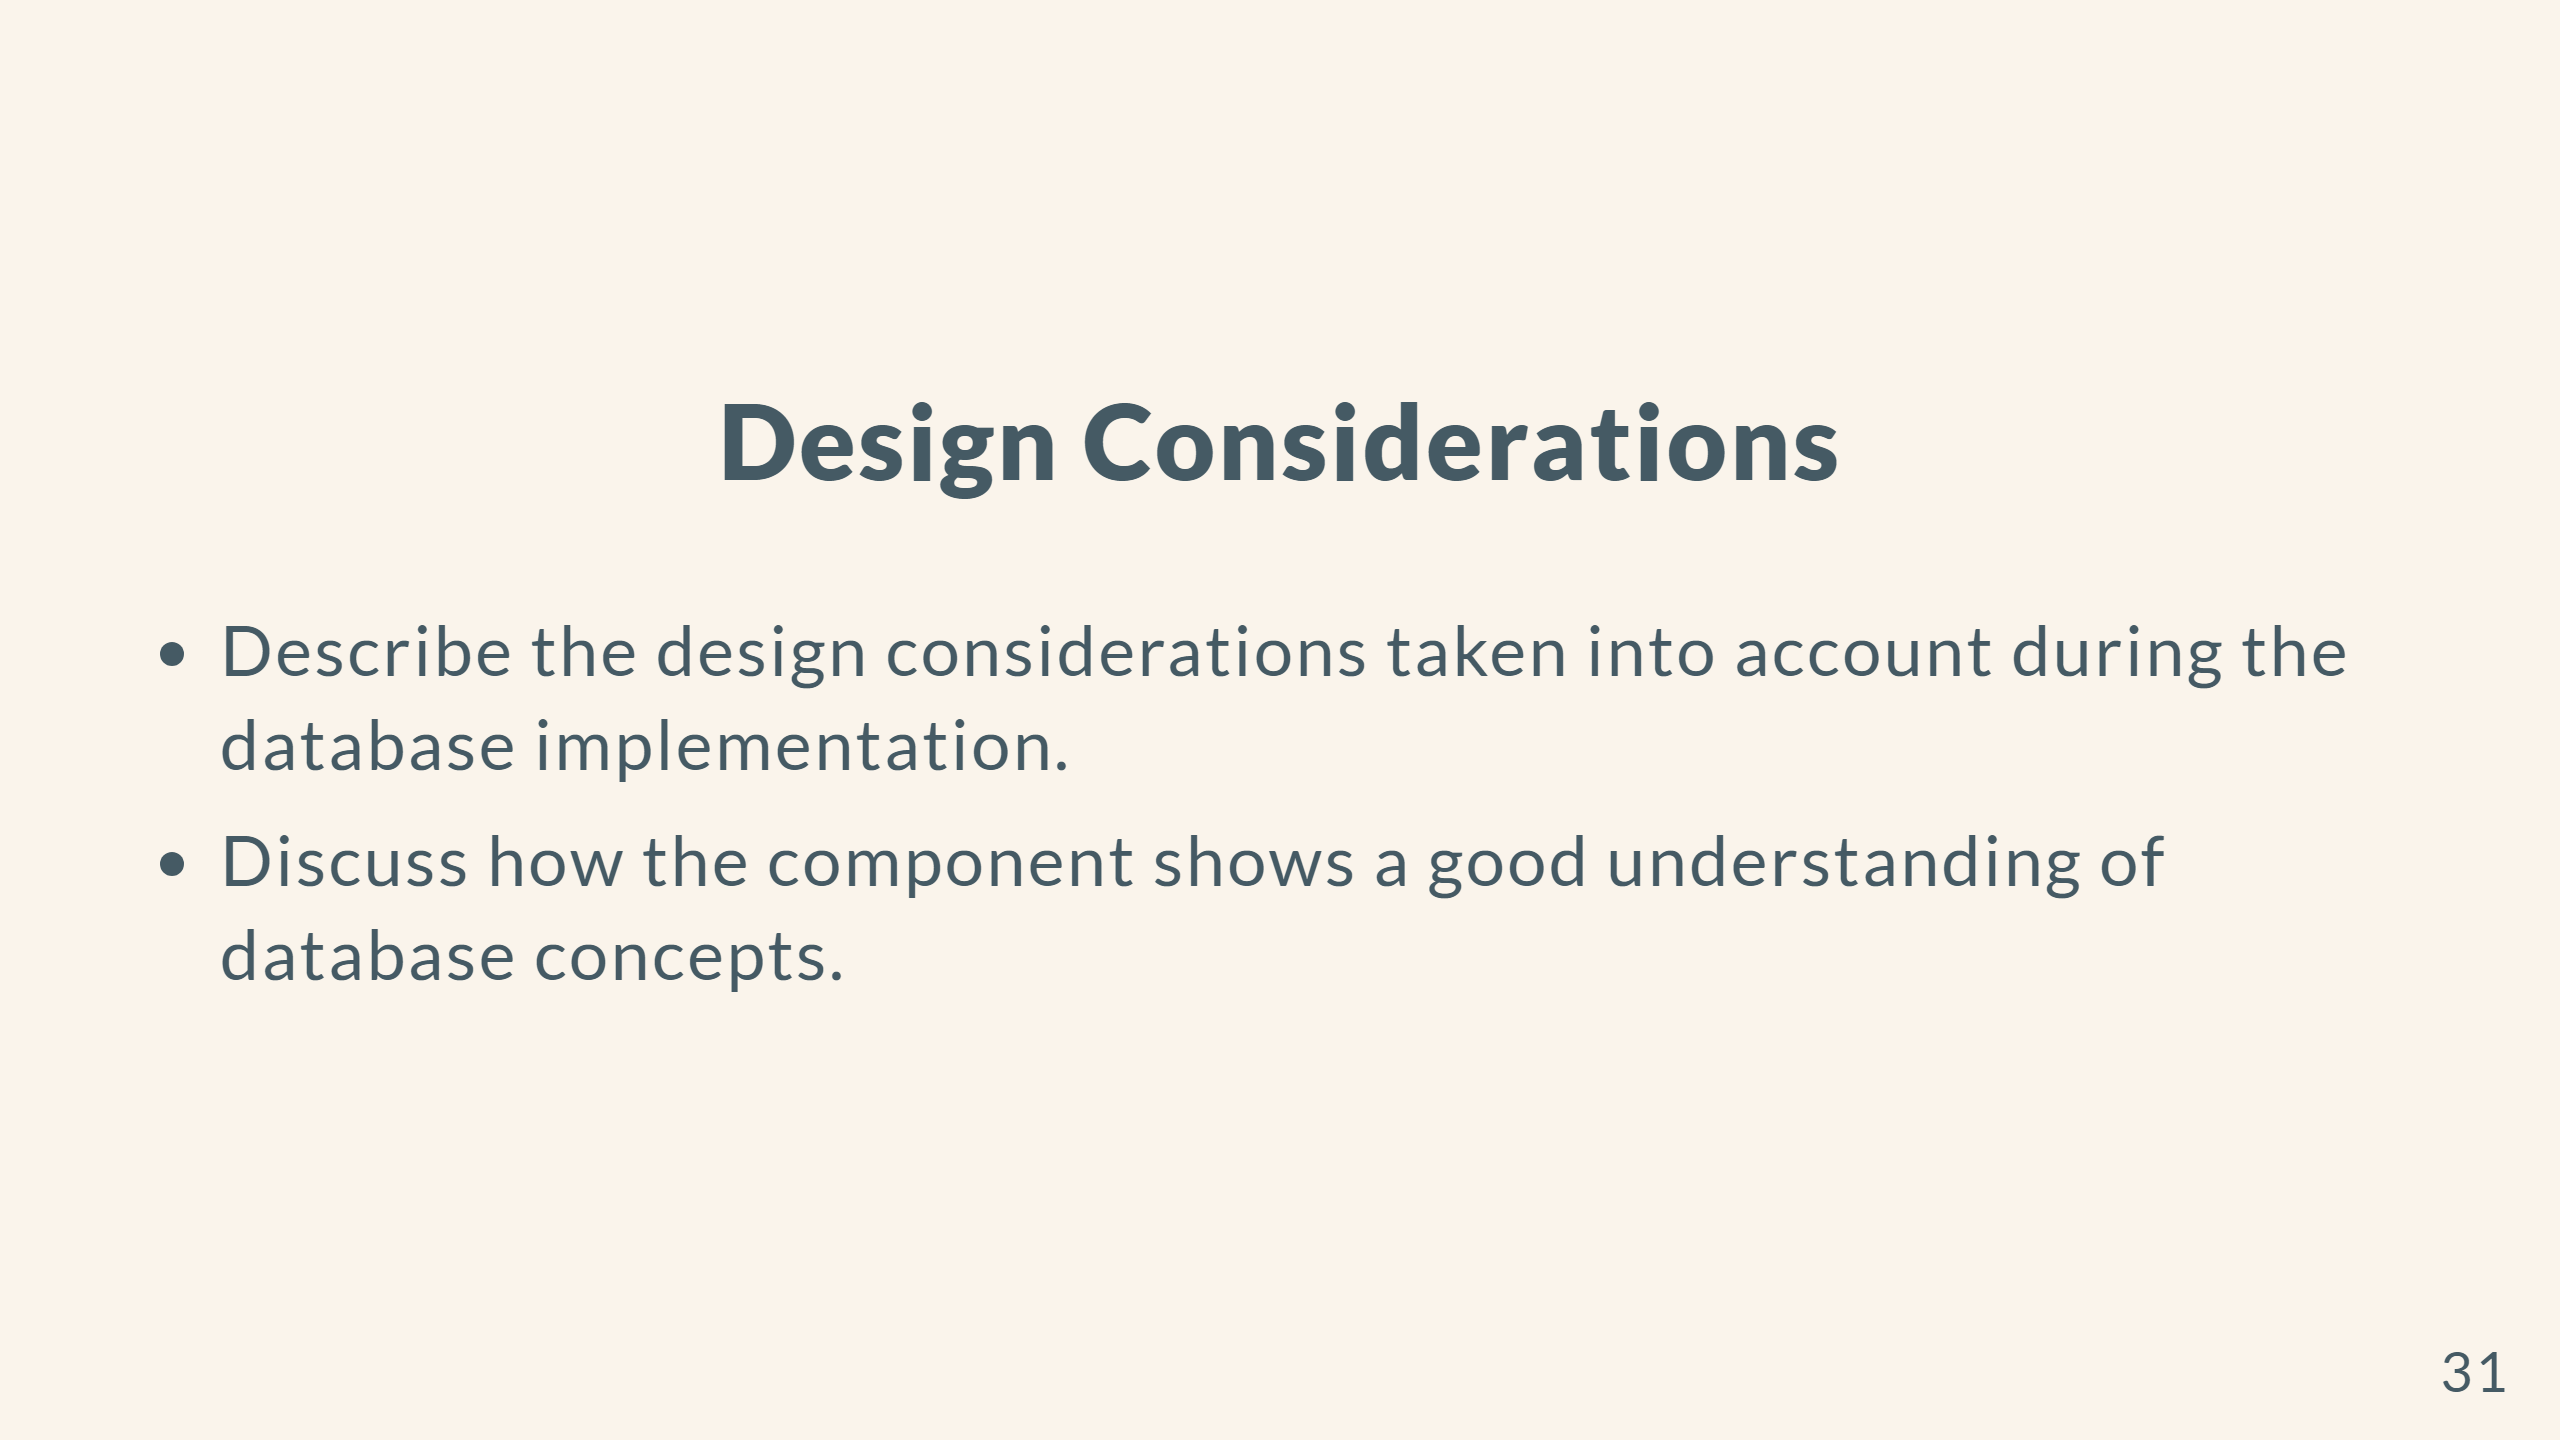 Design Considerations
• Describe the design considerations taken into account during the
database implementation.
• Discuss how the component shows a good understanding of
database concepts.
31